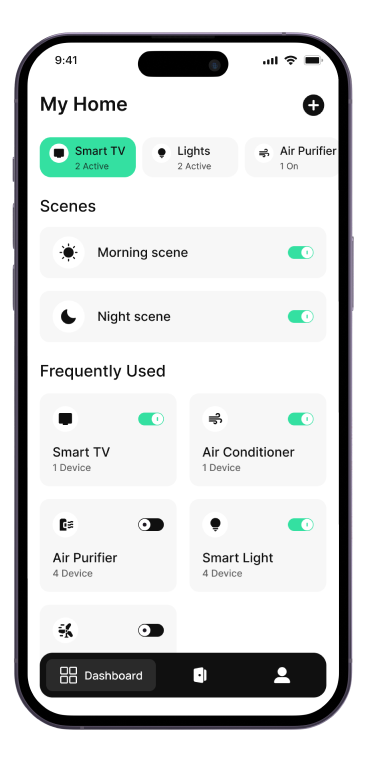 9:41
My Home
Smart TV
2 Active
Lights
2 Active
Air Purifier
1 On
Scenes
Morning scene
Night scene
Frequently Used
Smart TV
1 Device
Air Conditioner
1 Device
Air Purifier
4 Device
Smart Light
4 Device
Dashboard